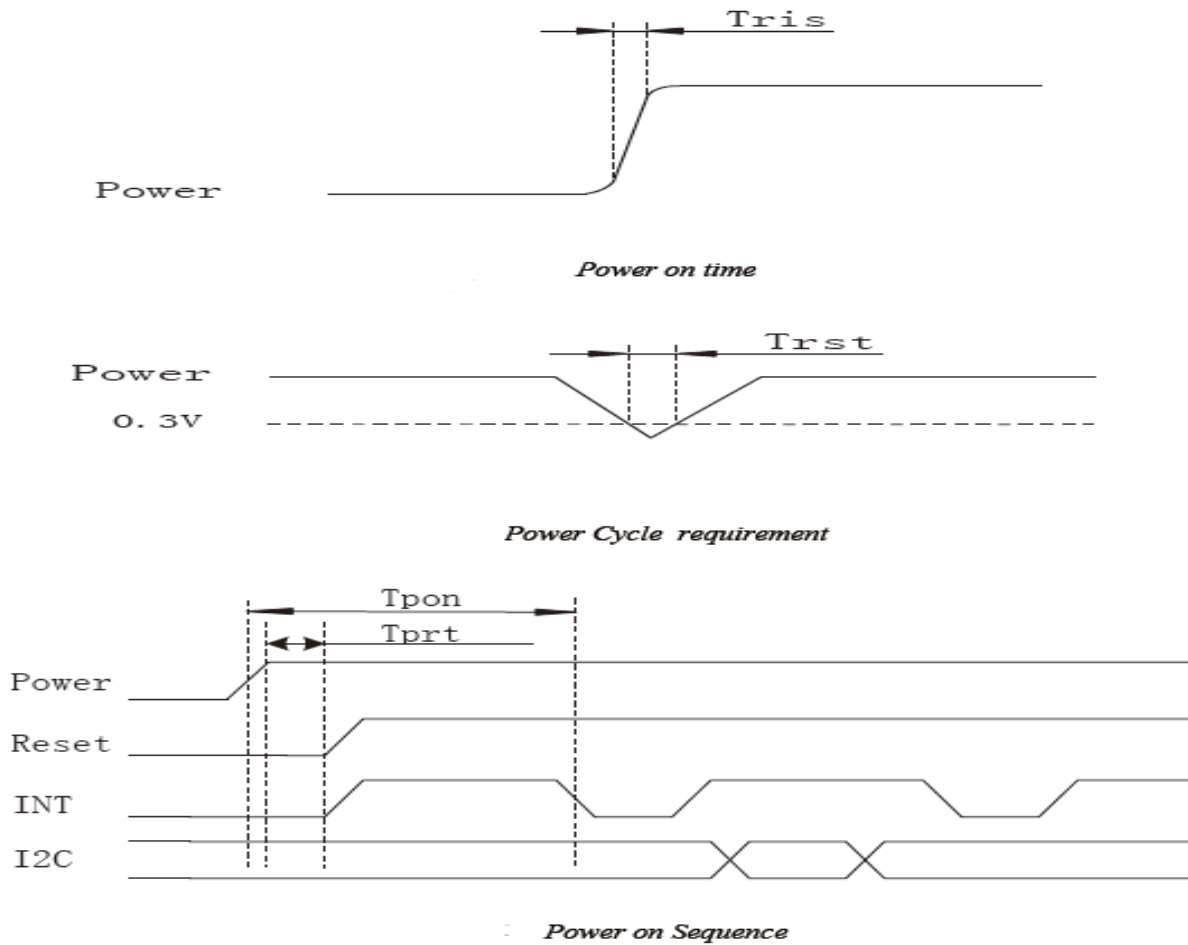 Tris
Power
Power on time
Trst
Power
0.3V
Power Cycle requirement
Tpon
Tprt
Power
Reset
INT
I2C
Power on Sequence